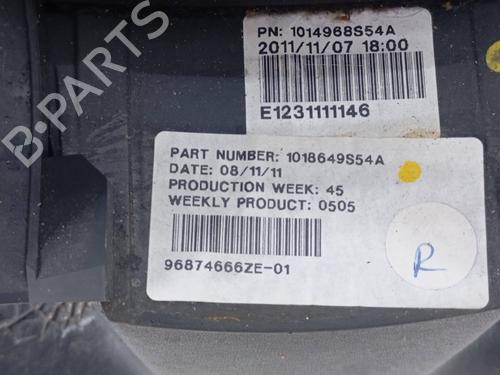 PN: 1014968S54A
2011/11/07 18:00
E1231111146
PART NUMBER: 1018649S54A
DATE: 08/11/11
PRODUCTION WEEK: 45
WEEKLY PRODUCT: 0505
96874666ZE-01
R
B-PARTS